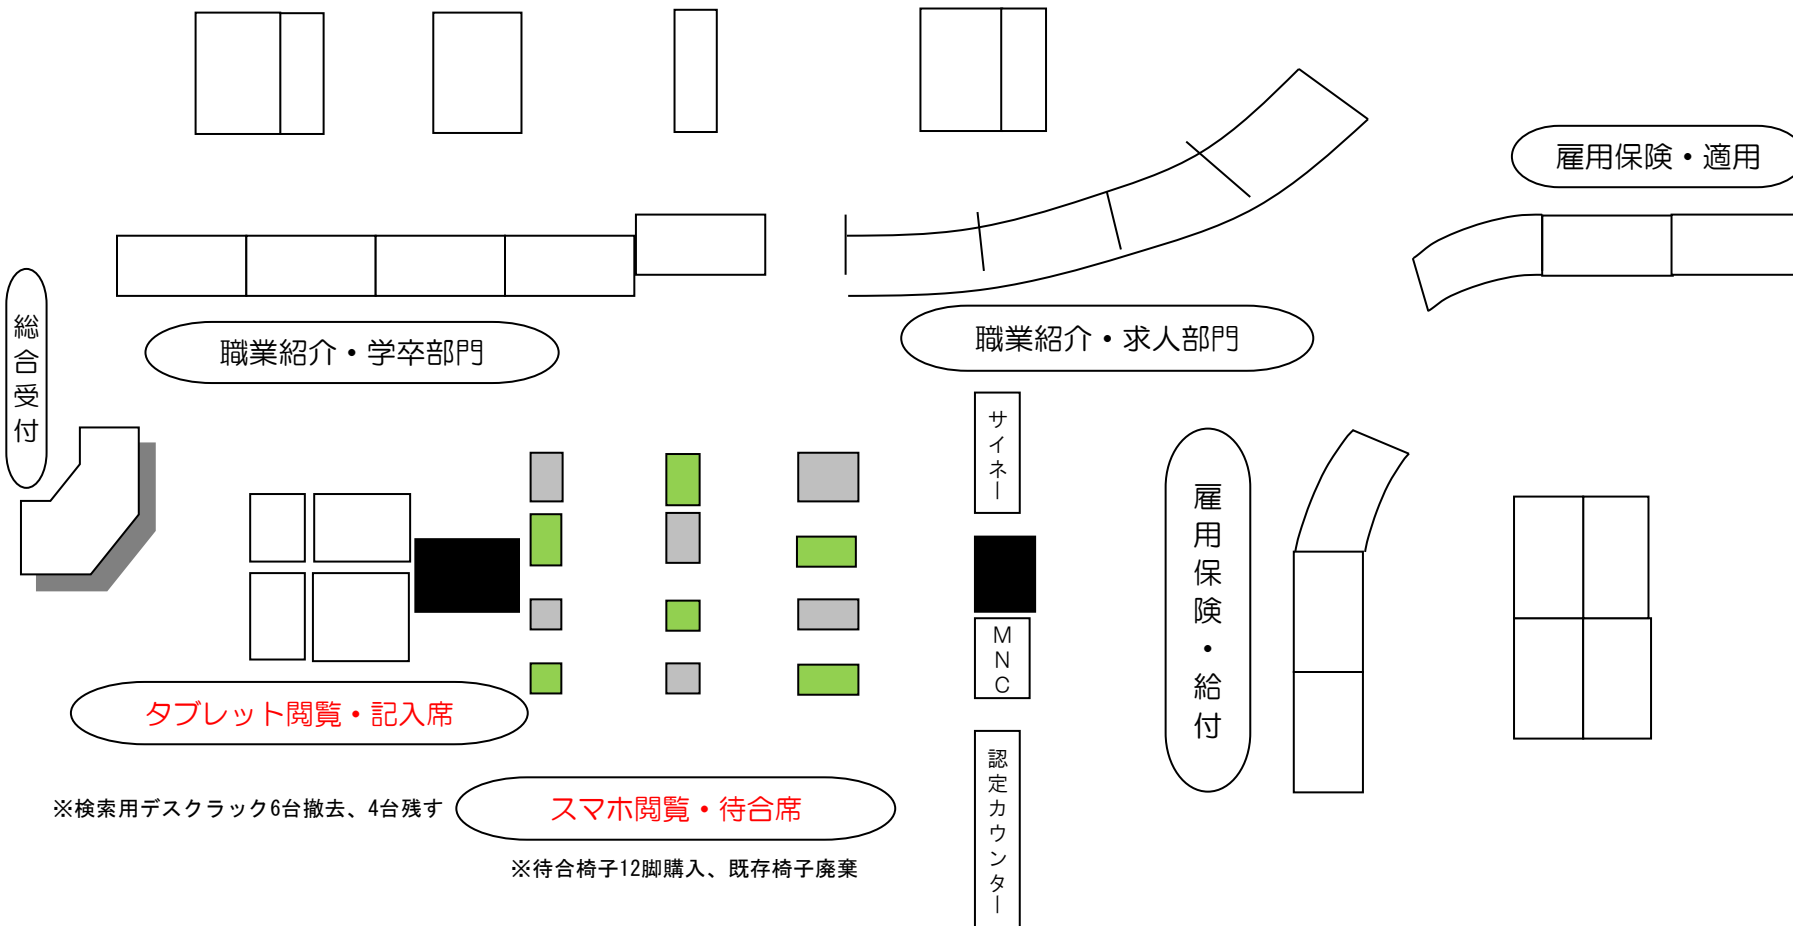 雇用保険・適用
総合受付
職業紹介・学卒部門
職業紹介・求人部門
サイネー
雇用保険・給付
MNC
タブレット閲覧・記入席
認定カウンター
※検索用デスクラック6台撤去、4台残す
スマホ閲覧・待合席
※待合椅子12脚購入、既存椅子廃棄